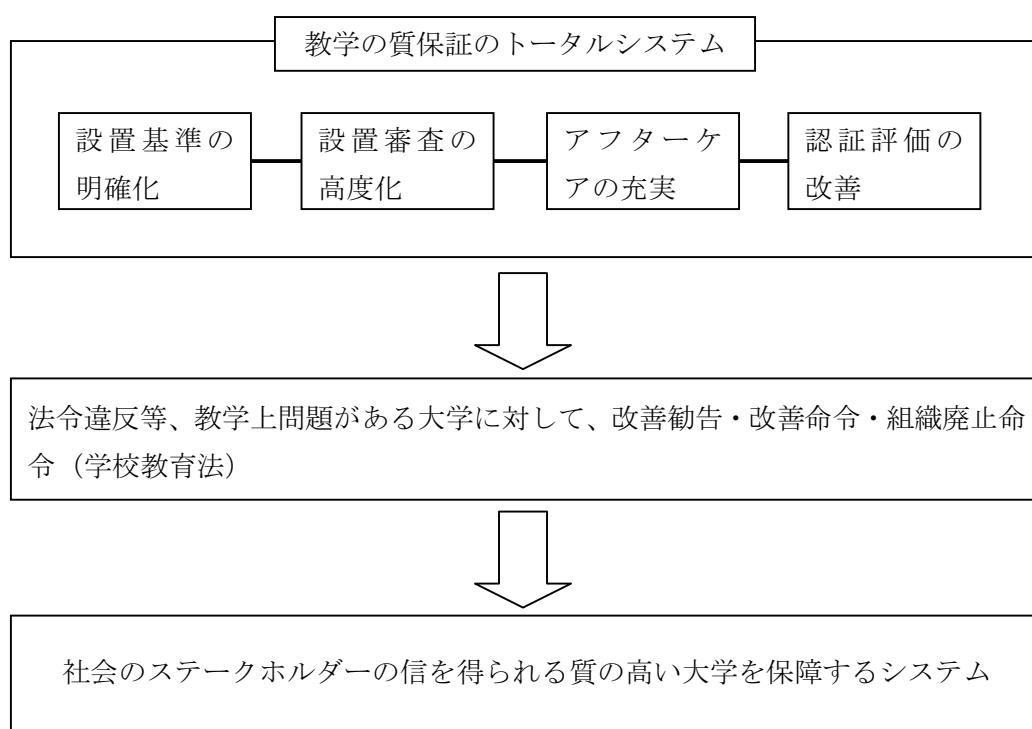 教学の質保証のトータルシステム
設置基準の
明確化
設置審査の
高度化
アフターケ
アの充実
認証評価の
改善
法令違反等、教学上問題がある大学に対して、改善勧告・改善命令・組織廃止命
令（学校教育法）
社会のステークホルダーの信を得られる質の高い大学を保障するシステム